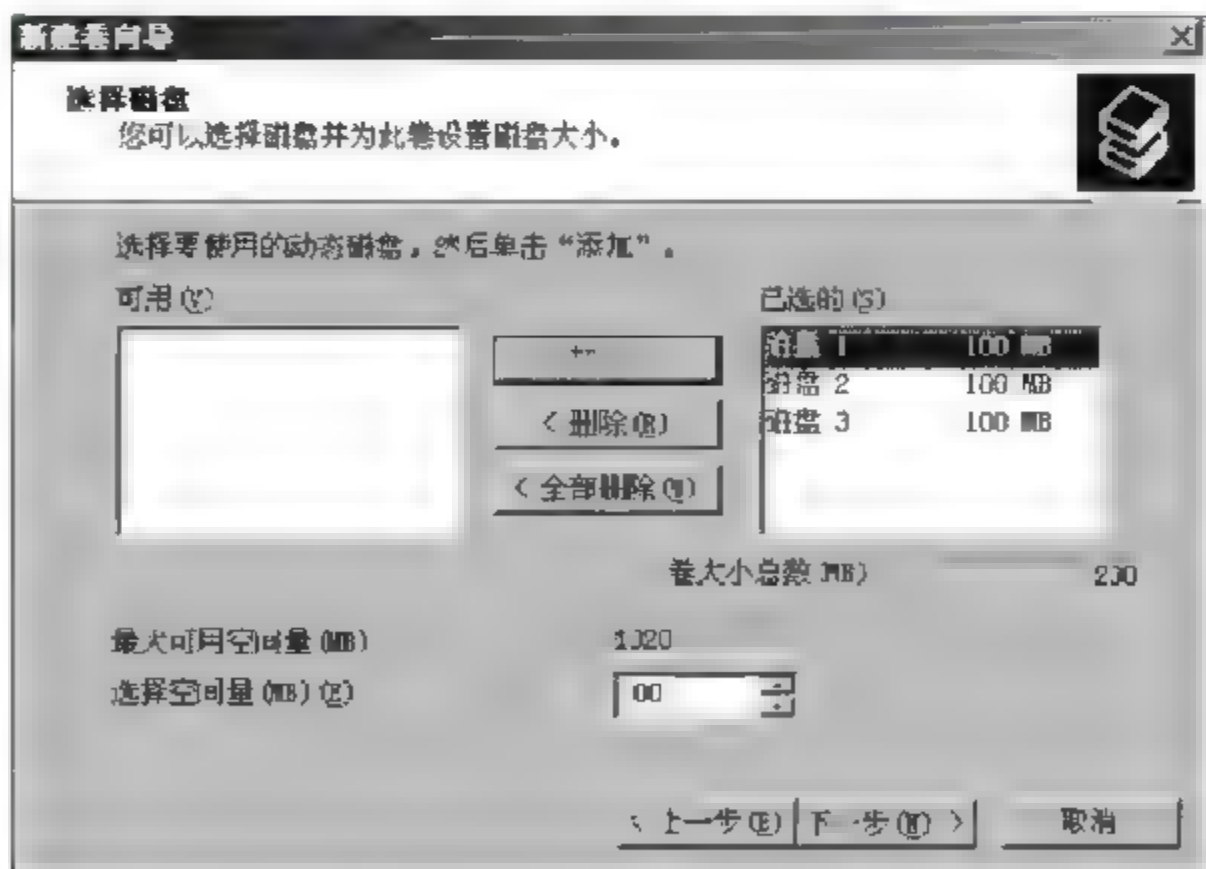 新建卷向导
选择磁盘
您可以选择磁盘并为此卷设置磁盘大小。
选择要使用的动态磁盘，然后单击“添加”。
可用(V)
已选的(S)
磁盘 1 100 MB
磁盘 2 100 MB
磁盘 3 100 MB
< 删除(R)
< 全部删除
卷大小总数(MB)
最大可用空间量(MB)
选择空间量(MB)(E)
< 上一步(B)
下一步(N) >
取消